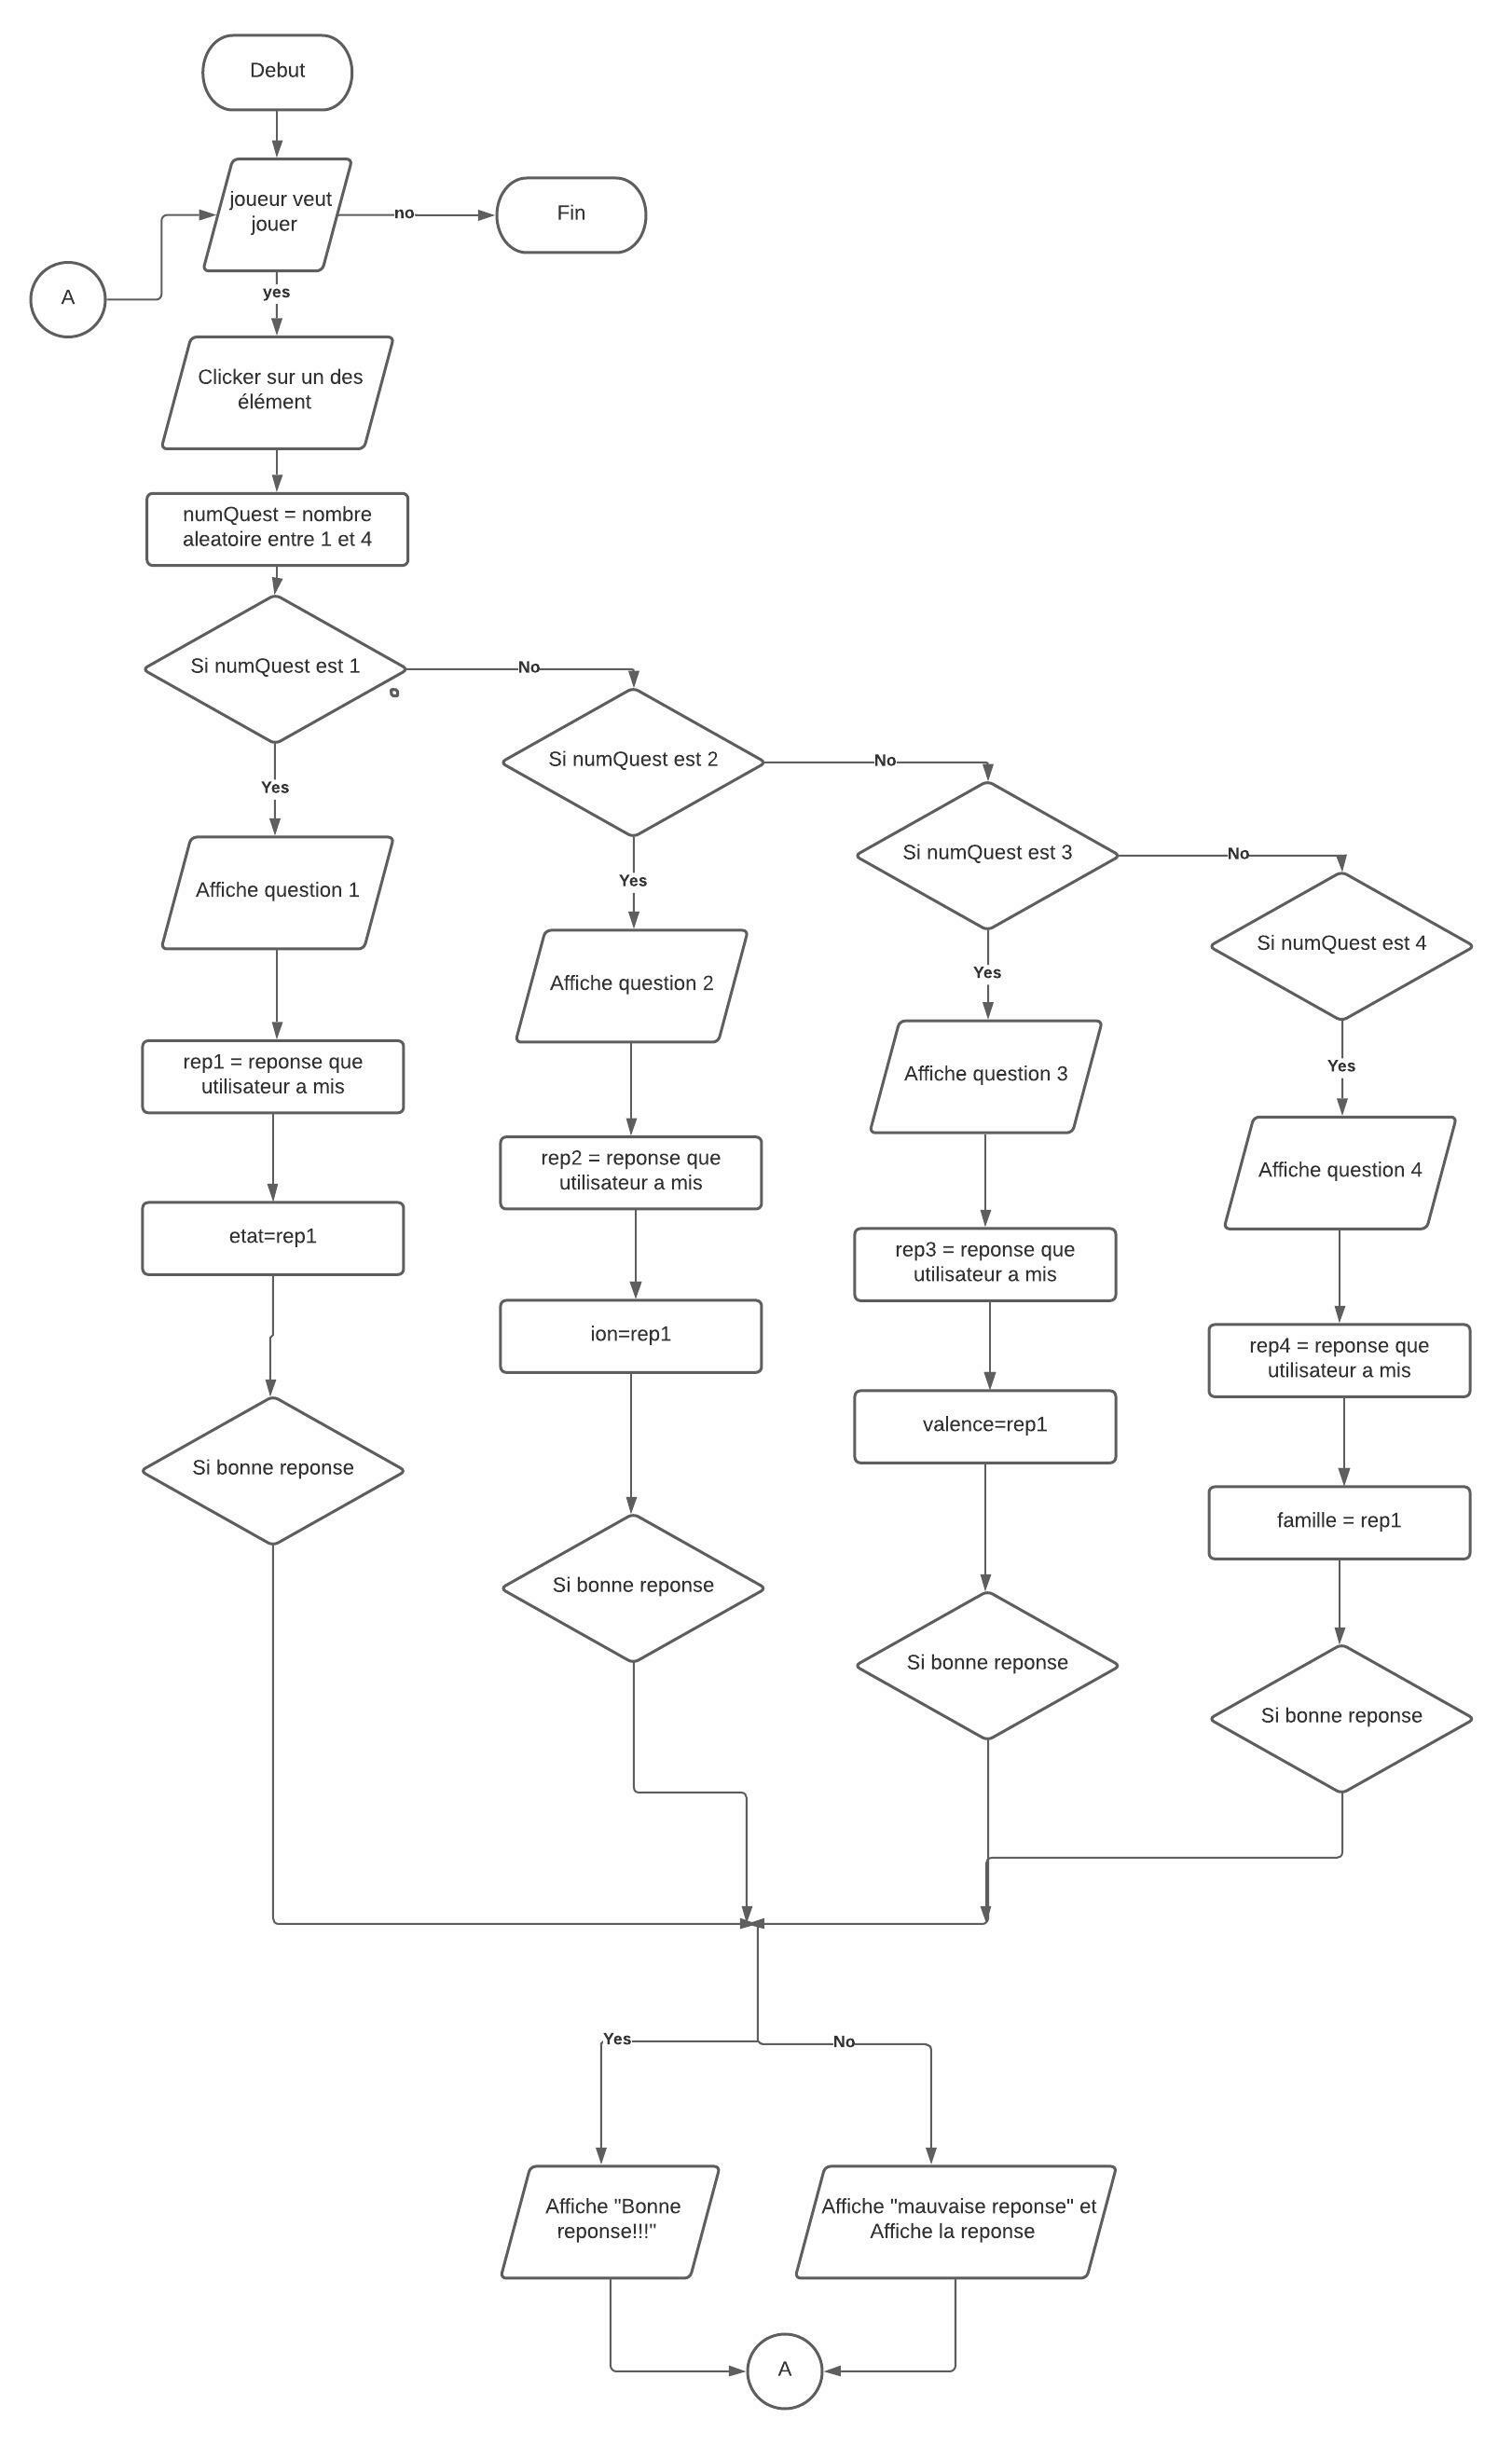 Debut
joueur veut
jouer
no
Fin
A
yes
Clicker sur un des
élément
numQuest = nombre
aleatoire entre 1 et 4
Si numQuest est 1
No
Si numQuest est 2
No
Si numQuest est 3
No
Si numQuest est 4
Yes
Affiche question 1
rep1 = reponse que
utilisateur a mis
etat=rep1
Si bonne reponse
Yes
Affiche question 2
rep2 = reponse que
utilisateur a mis
ion=rep1
Si bonne reponse
Yes
Affiche question 3
rep3 = reponse que
utilisateur a mis
valence=rep1
Si bonne reponse
Yes
Affiche question 4
rep4 = reponse que
utilisateur a mis
famille = rep1
Si bonne reponse
Yes
No
Affiche "Bonne
reponse!!!"
Affiche "mauvaise reponse" et
Affiche la reponse
A